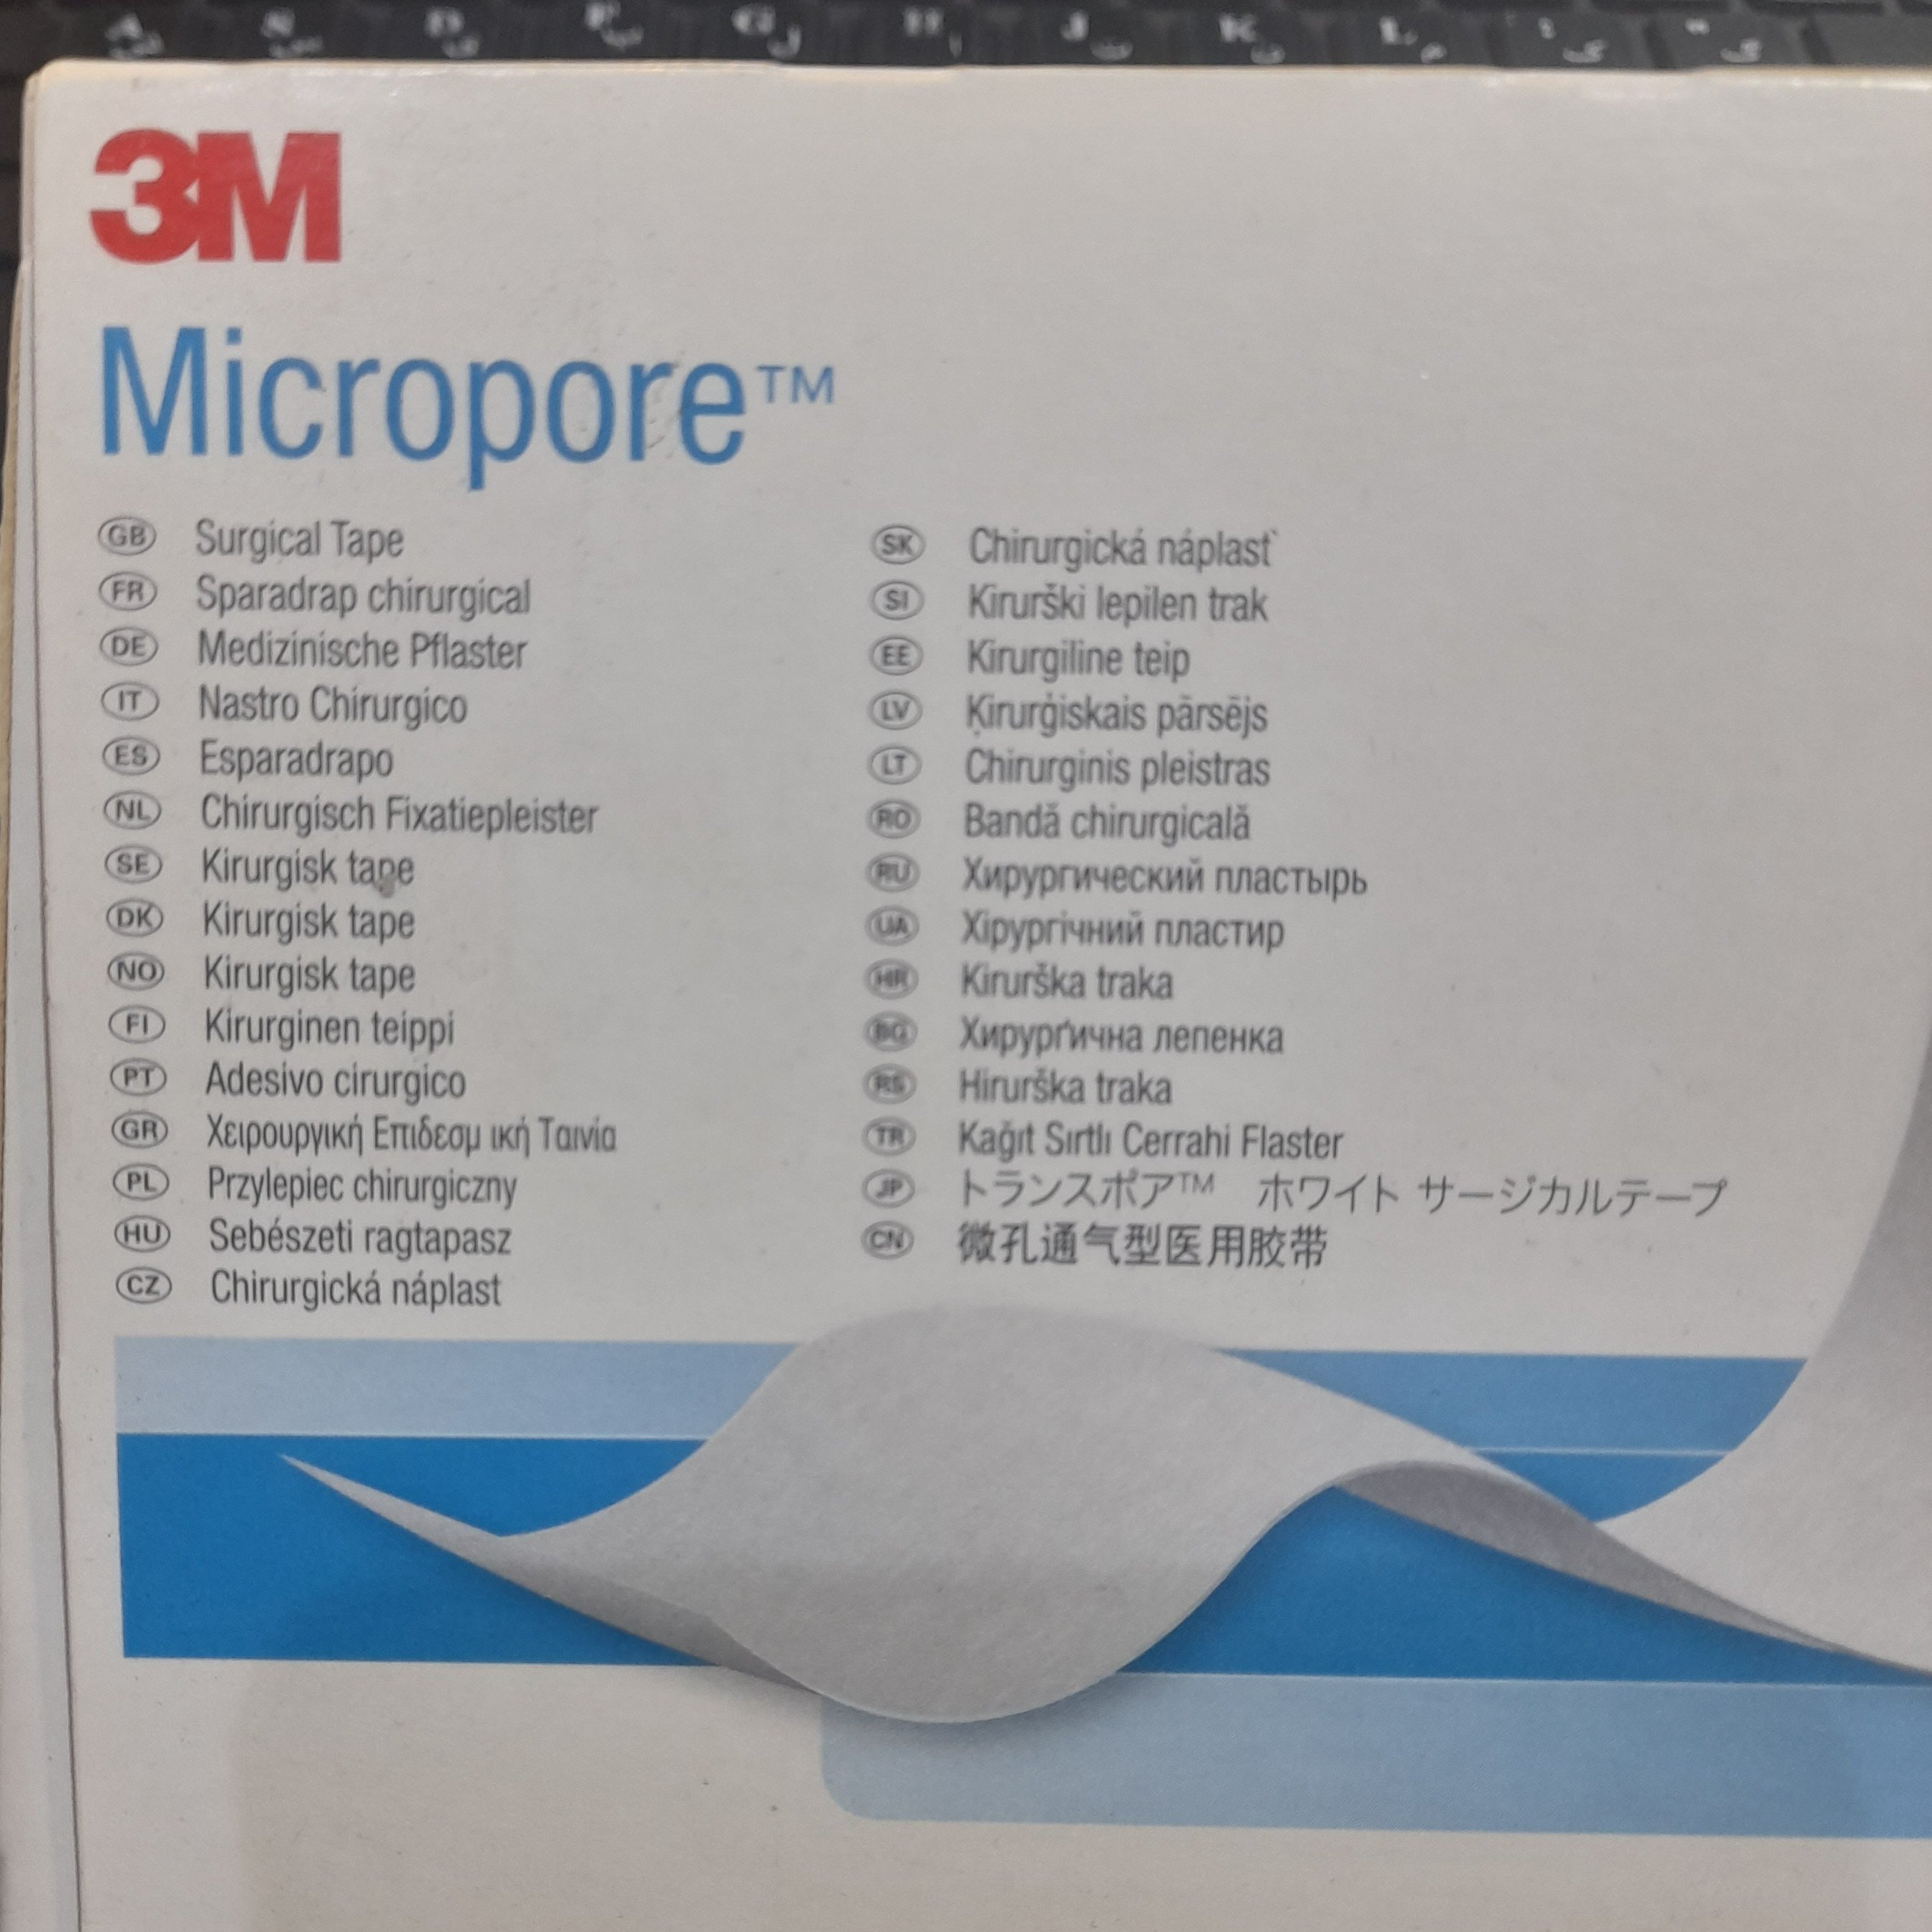 A S D F G H J K L
3M
Micropore™
GB Surgical Tape
FR Sparadrap chirurgical
DE Medizinische Pflaster
IT Nastro Chirurgico
ES Esparadrapo
NL Chirurgisch Fixatiepleister
SE Kirurgisk tape
DK Kirurgisk tape
NO Kirurgisk tape
FI Kirurginen teippi
PT Adesivo cirurgico
GR Χειρουργική Επιδεσμ ική Ταινία
PL Przylepiec chirurgiczny
HU Sebészeti ragtapasz
CZ Chirurgická náplast
SK Chirurgická náplast`
SI Kirurški lepilen trak
EE Kirurgiline teip
LV Ķirurģiskais pārsējs
LT Chirurginis pleistras
RO Bandă chirurgicală
RU Хирургический пластырь
UA Хірургічний пластир
HR Kirurška traka
BG Хирурґична лепенка
RS Hirurška traka
TR Kağıt Sırtlı Cerrahi Flaster
JP トランスポア™ ホワイト サージカルテープ
CN 微孔通气型医用胶带